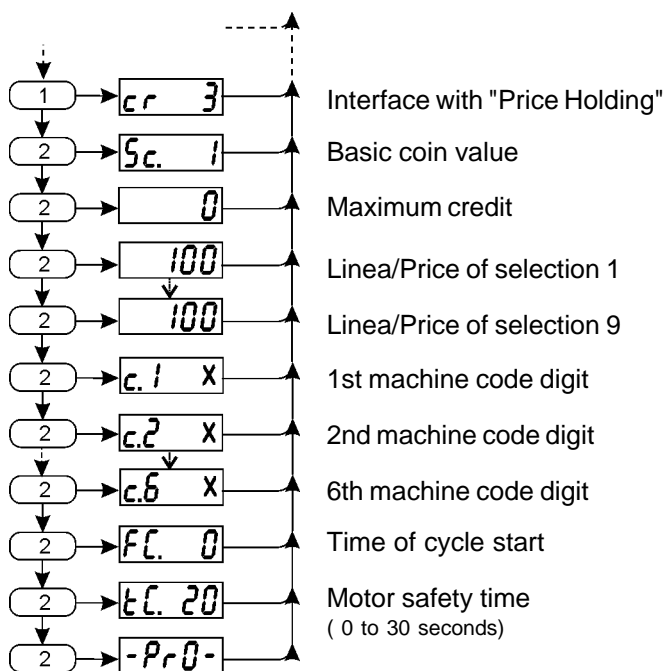 1 cr 3 Interface with "Price Holding"
2 Sc. 1 Basic coin value
2 0 Maximum credit
2 100 Linea/Price of selection 1
2 100 Linea/Price of selection 9
2 c.1 X 1st machine code digit
2 c.2 X 2nd machine code digit
2 c.6 X 6th machine code digit
2 FC. 0 Time of cycle start
2 tC. 20 Motor safety time
( 0 to 30 seconds)
2 -Pr0-